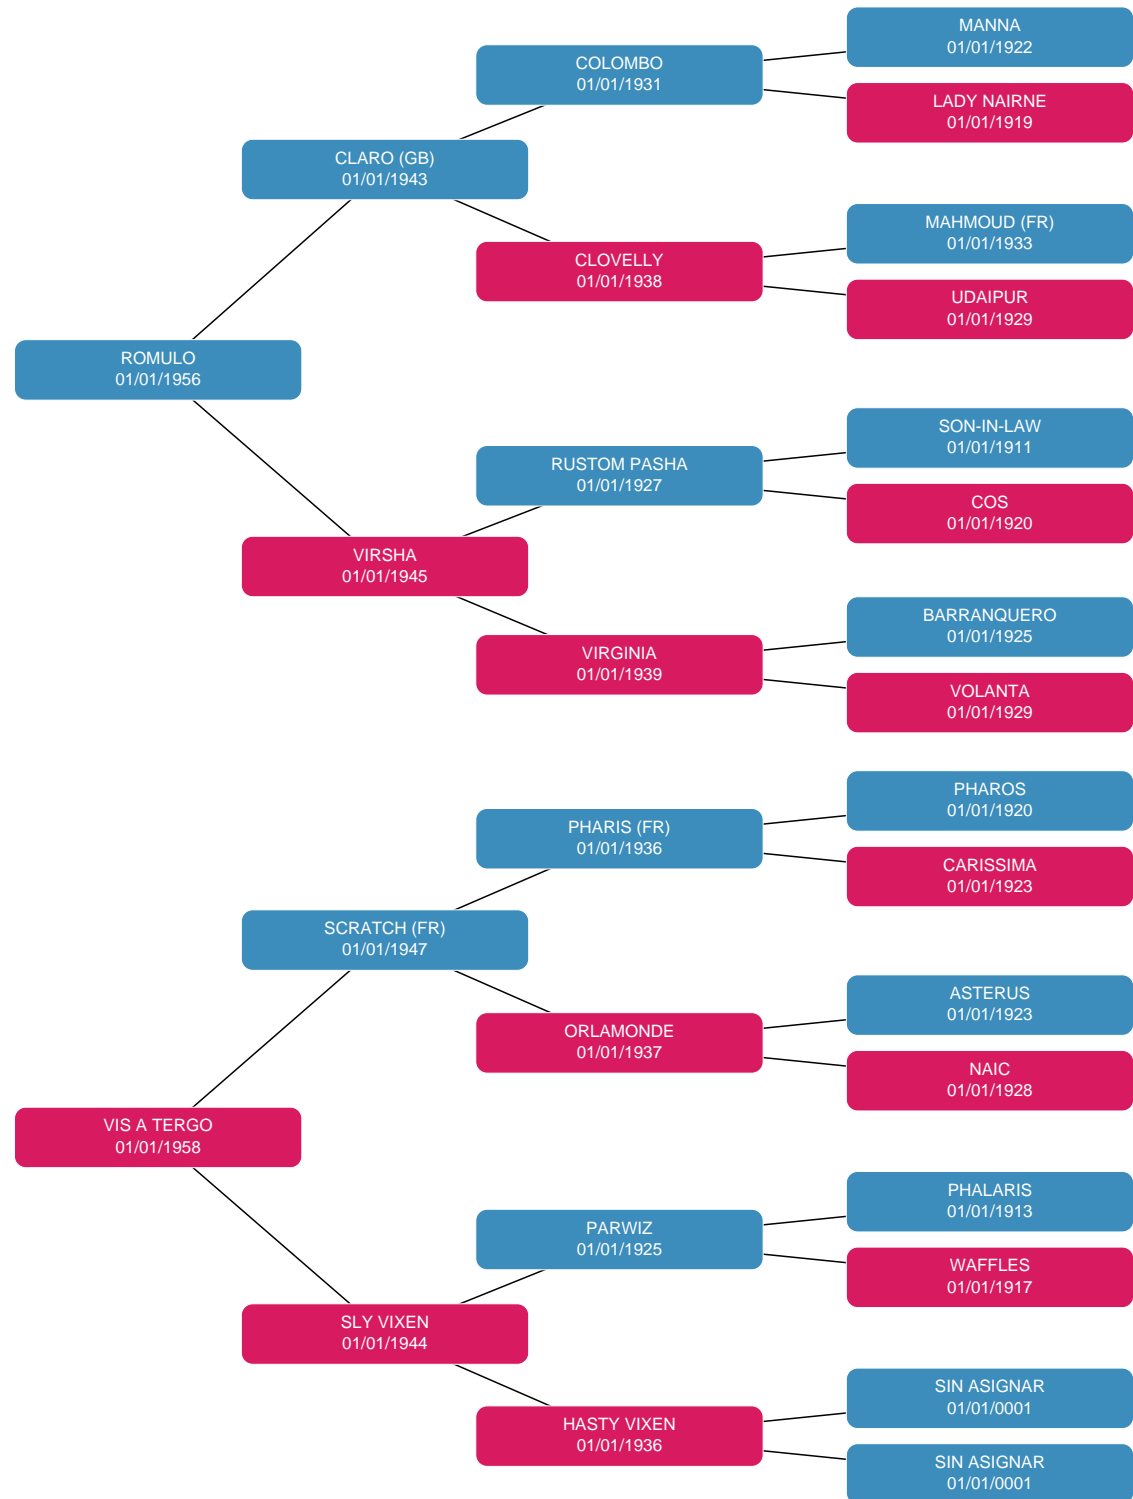 MANNA
01/01/1922
COLOMBO
01/01/1931
LADY NAIRNE
01/01/1919
CLARO (GB)
01/01/1943
MAHMOUD (FR)
01/01/1933
CLOVELLY
01/01/1938
UDAIPUR
01/01/1929
ROMULO
01/01/1956
SON-IN-LAW
01/01/1911
RUSTOM PASHA
01/01/1927
COS
01/01/1920
VIRSHA
01/01/1945
BARRANQUERO
01/01/1925
VIRGINIA
01/01/1939
VOLANTA
01/01/1929
PHAROS
01/01/1920
PHARIS (FR)
01/01/1936
CARISSIMA
01/01/1923
SCRATCH (FR)
01/01/1947
ASTERUS
01/01/1923
ORLAMONDE
01/01/1937
NAIC
01/01/1928
VIS A TERGO
01/01/1958
PHALARIS
01/01/1913
PARWIZ
01/01/1925
WAFFLES
01/01/1917
SLY VIXEN
01/01/1944
SIN ASIGNAR
01/01/0001
HASTY VIXEN
01/01/1936
SIN ASIGNAR
01/01/0001